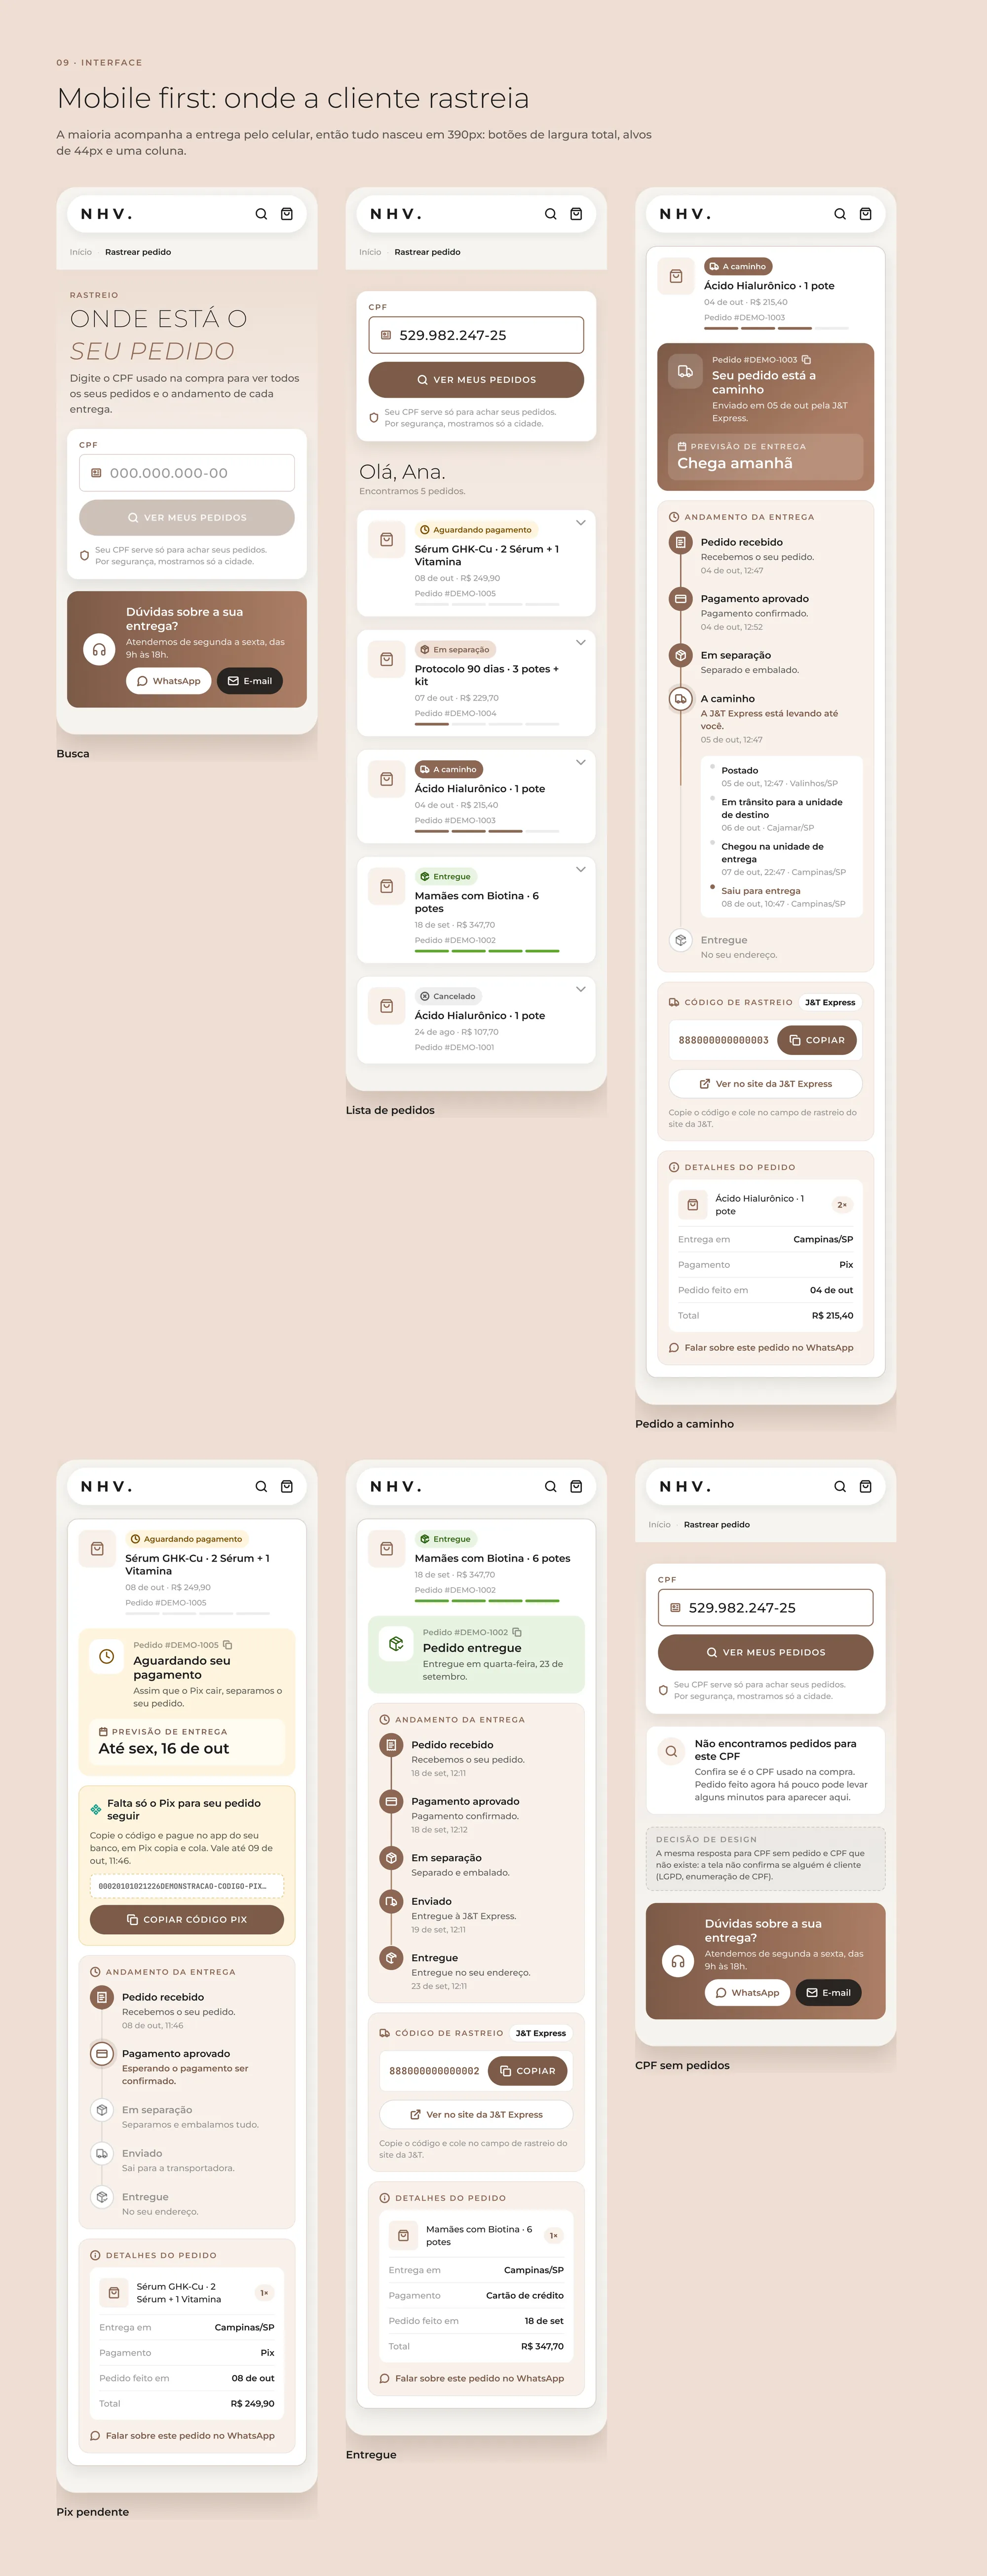 09 · INTERFACE
Mobile first: onde a cliente rastreia
A maioria acompanha a entrega pelo celular, então tudo nasceu em 390px: botões de largura total, alvos
de 44px e uma coluna.
NHV.
Início
Rastrear pedido
RASTREIO
ONDE ESTÁ O
SEU PEDIDO
Digite o CPF usado na compra para ver todos
os seus pedidos e o andamento de cada
entrega.
CPF
000.000.000-00
VER MEUS PEDIDOS
Seu CPF serve só para achar seus pedidos.
Por segurança, mostramos só a cidade.
Dúvidas sobre a sua
entrega?
Atendemos de segunda a sexta, das
9h às 18h.
WhatsApp
E-mail
Busca
NHV.
Início
Rastrear pedido
CPF
529.982.247-25
VER MEUS PEDIDOS
Seu CPF serve só para achar seus pedidos.
Por segurança, mostramos só a cidade.
Olá, Ana.
Encontramos 5 pedidos.
Aguardando pagamento
Sérum GHK-Cu · 2 Sérum + 1
Vitamina
08 de out · R$ 249,90
Pedido #DEMO-1005
Em separação
Protocolo 90 dias · 3 potes +
kit
07 de out · R$ 229,70
Pedido #DEMO-1004
A caminho
Ácido Hialurônico · 1 pote
04 de out · R$ 215,40
Pedido #DEMO-1003
Entregue
Mamães com Biotina · 6
potes
18 de set · R$ 347,70
Pedido #DEMO-1002
Cancelado
Ácido Hialurônico · 1 pote
24 de ago · R$ 107,70
Pedido #DEMO-1001
Lista de pedidos
NHV.
A caminho
Ácido Hialurônico · 1 pote
04 de out · R$ 215,40
Pedido #DEMO-1003
Pedido #DEMO-1003
Seu pedido está a
caminho
Enviado em 05 de out pela J&T
Express.
PREVISÃO DE ENTREGA
Chega amanhã
ANDAMENTO DA ENTREGA
Pedido recebido
Recebemos o seu pedido.
04 de out, 12:47
Pagamento aprovado
Pagamento confirmado.
04 de out, 12:52
Em separação
Separado e embalado.
A caminho
A J&T Express está levando até
você.
05 de out, 12:47
Postado
05 de out, 12:47 · Valinhos/SP
Em trânsito para a unidade
de destino
06 de out · Cajamar/SP
Chegou na unidade de
entrega
07 de out, 22:47 · Campinas/SP
Saiu para entrega
08 de out, 10:47 · Campinas/SP
Entregue
No seu endereço.
CÓDIGO DE RASTREIO
J&T Express
888000000000003
COPIAR
Ver no site da J&T Express
Copie o código e cole no campo de rastreio do
site da J&T.
DETALHES DO PEDIDO
Ácido Hialurônico · 1
pote
2×
Entrega em
Campinas/SP
Pagamento
Pix
Pedido feito em
04 de out
Total
R$ 215,40
Falar sobre este pedido no WhatsApp
Pedido a caminho
NHV.
Aguardando pagamento
Sérum GHK-Cu · 2 Sérum + 1
Vitamina
08 de out · R$ 249,90
Pedido #DEMO-1005
Pedido #DEMO-1005
Aguardando seu
pagamento
Assim que o Pix cair, separamos o
seu pedido.
PREVISÃO DE ENTREGA
Até sex, 16 de out
Falta só o Pix para seu pedido
seguir
Copie o código e pague no app do seu
banco, em Pix copia e cola. Vale até 09 de
out, 11:46.
00020101021226DEMONSTRACAO-CODIGO-PIX…
COPIAR CÓDIGO PIX
ANDAMENTO DA ENTREGA
Pedido recebido
Recebemos o seu pedido.
08 de out, 11:46
Pagamento aprovado
Esperando o pagamento ser
confirmado.
Em separação
Separamos e embalamos tudo.
Enviado
Sai para a transportadora.
Entregue
No seu endereço.
DETALHES DO PEDIDO
Sérum GHK-Cu · 2
Sérum + 1 Vitamina
1×
Entrega em
Campinas/SP
Pagamento
Pix
Pedido feito em
08 de out
Total
R$ 249,90
Falar sobre este pedido no WhatsApp
Pix pendente
NHV.
Entregue
Mamães com Biotina · 6 potes
18 de set · R$ 347,70
Pedido #DEMO-1002
Pedido #DEMO-1002
Pedido entregue
Entregue em quarta-feira, 23 de
setembro.
ANDAMENTO DA ENTREGA
Pedido recebido
Recebemos o seu pedido.
18 de set, 12:11
Pagamento aprovado
Pagamento confirmado.
18 de set, 12:12
Em separação
Separado e embalado.
Enviado
Entregue à J&T Express.
19 de set, 12:11
Entregue
Entregue no seu endereço.
23 de set, 12:11
CÓDIGO DE RASTREIO
J&T Express
888000000000002
COPIAR
Ver no site da J&T Express
Copie o código e cole no campo de rastreio do
site da J&T.
DETALHES DO PEDIDO
Mamães com Biotina · 6
potes
1×
Entrega em
Campinas/SP
Pagamento
Cartão de crédito
Pedido feito em
18 de set
Total
R$ 347,70
Falar sobre este pedido no WhatsApp
Entregue
NHV.
Início
Rastrear pedido
CPF
529.982.247-25
VER MEUS PEDIDOS
Seu CPF serve só para achar seus pedidos.
Por segurança, mostramos só a cidade.
Não encontramos pedidos para
este CPF
Confira se é o CPF usado na compra.
Pedido feito agora há pouco pode levar
alguns minutos para aparecer aqui.
DECISÃO DE DESIGN
A mesma resposta para CPF sem pedido e CPF que
não existe: a tela não confirma se alguém é cliente
(LGPD, enumeração de CPF).
Dúvidas sobre a sua
entrega?
Atendemos de segunda a sexta, das
9h às 18h.
WhatsApp
E-mail
CPF sem pedidos